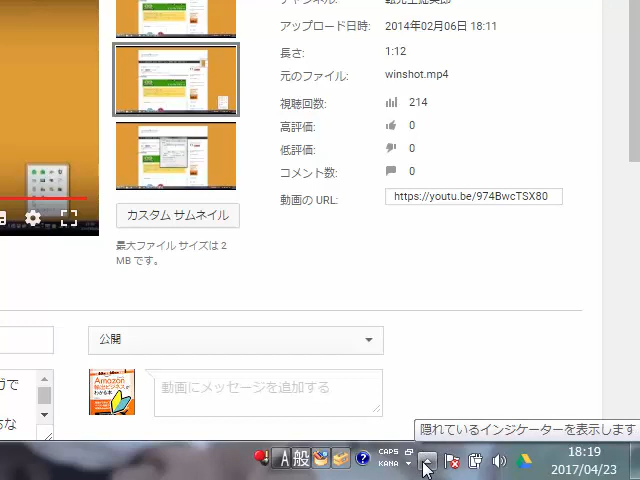 アップロード日時: 2014年02月06日 18:11
長さ: 1:12
元のファイル: winshot.mp4
視聴回数: 214
高評価: 0
低評価: 0
コメント数: 0
動画の URL: https://youtu.be/974BwcTSX80
カスタム サムネイル
最大ファイル サイズは 2
MB です。
公開
Amazon
動画にメッセージを追加する
隠れているインジケーターを表示します
A 般
CAPS
KANA
18:19
2017/04/23